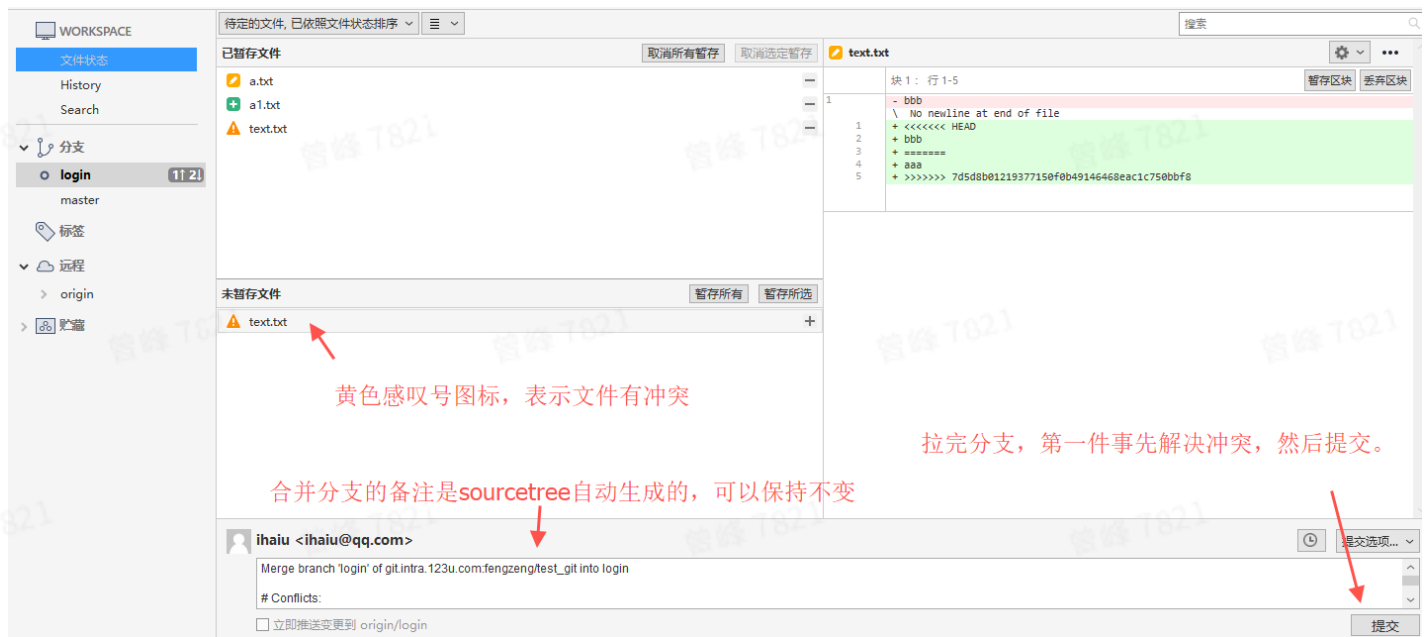 WORKSPACE
文件状态
History
Search
分支
login 1↑ 2↓
master
标签
远程
origin
贮藏
待定的文件, 已依照文件状态排序
搜索
已暂存文件 取消所有暂存 取消选定暂存
a.txt
a1.txt
text.txt
未暂存文件 暂存所有 暂存所选
text.txt
黄色感叹号图标，表示文件有冲突
text.txt
块 1： 行 1-5 暂存区块 丢弃区块
1 - bbb
\ No newline at end of file
1 + <<<<<<< HEAD
2 + bbb
3 + =======
4 + aaa
5 + >>>>>>> 7d5d8b01219377150f0b49146468eac1c750bbf8
拉完分支，第一件事先解决冲突，然后提交。
合并分支的备注是sourcetree自动生成的，可以保持不变
ihaiu <ihaiu@qq.com> 提交选项...
Merge branch 'login' of git.intra.123u.com:fengzeng/test_git into login
# Conflicts:
立即推送变更到 origin/login
提交
曾峰 7821